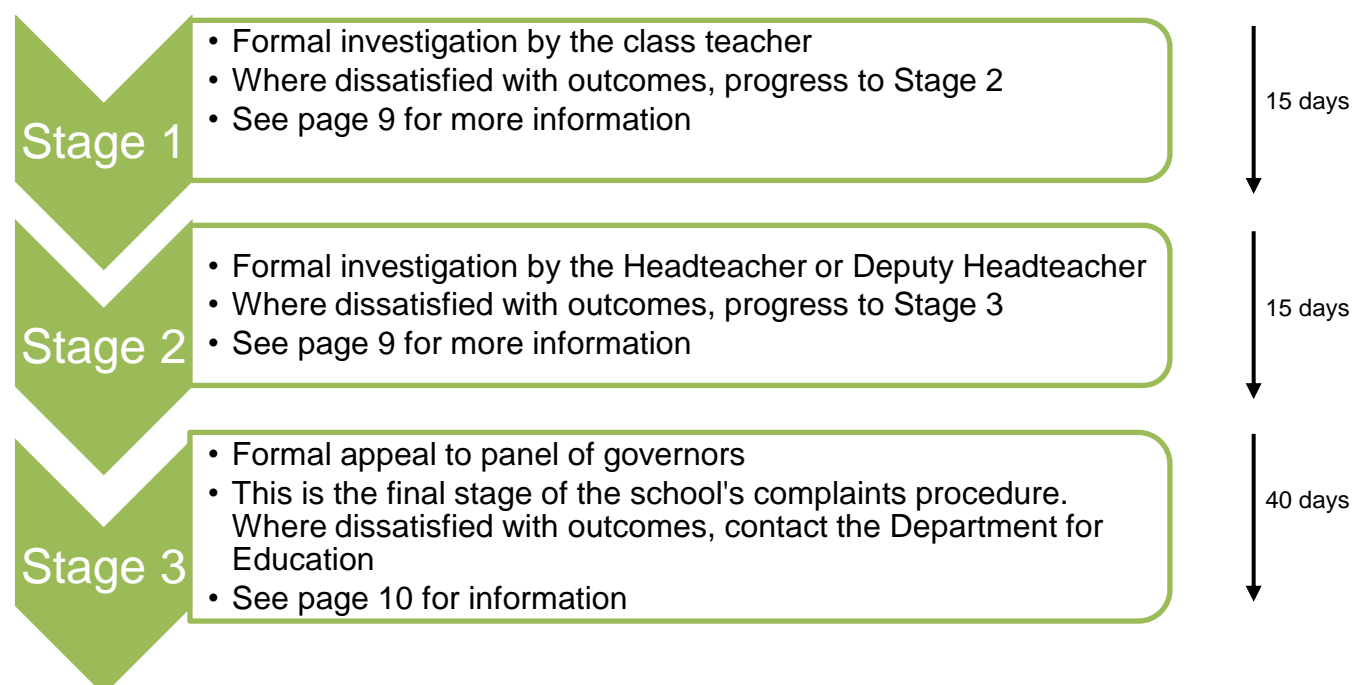 Stage 1
• Formal investigation by the class teacher
• Where dissatisfied with outcomes, progress to Stage 2
• See page 9 for more information
15 days
Stage 2
• Formal investigation by the Headteacher or Deputy Headteacher
• Where dissatisfied with outcomes, progress to Stage 3
• See page 9 for more information
15 days
Stage 3
• Formal appeal to panel of governors
• This is the final stage of the school's complaints procedure.
Where dissatisfied with outcomes, contact the Department for
Education
• See page 10 for information
40 days